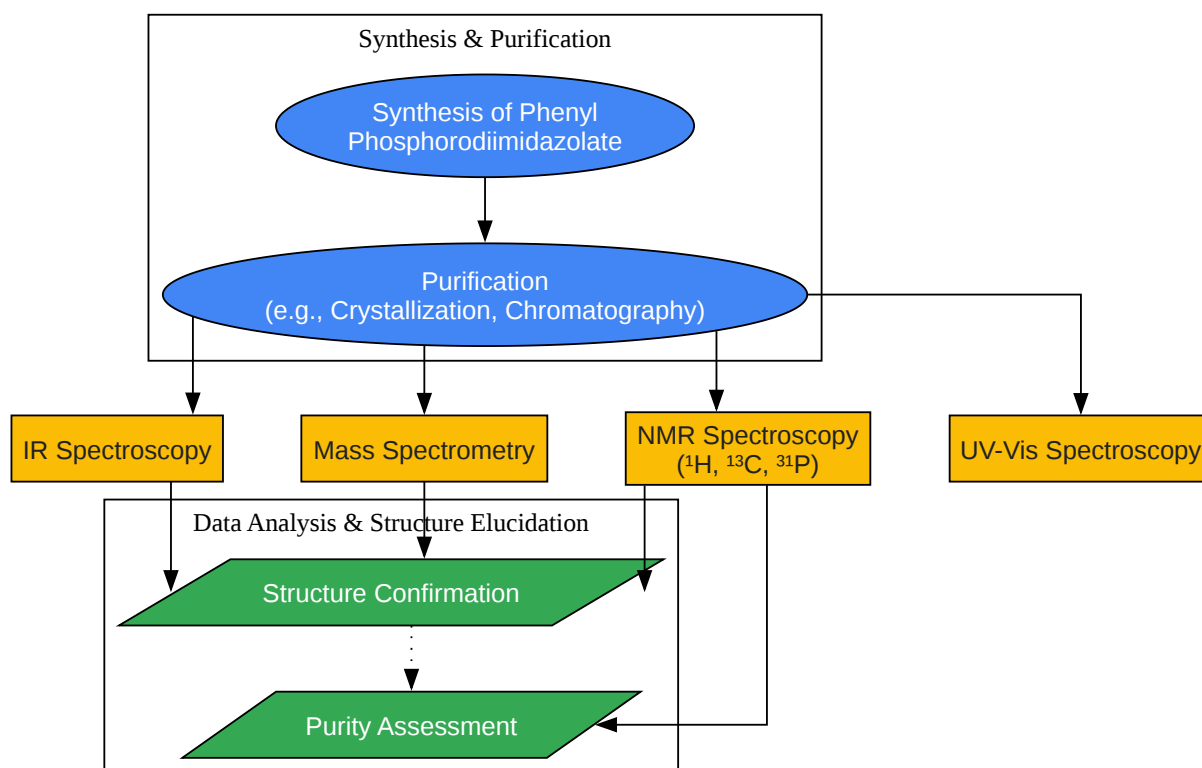 Synthesis & Purification
Synthesis of Phenyl
Phosphorodiimidazolate
Purification
(e.g., Crystallization, Chromatography)
IR Spectroscopy
Mass Spectrometry
NMR Spectroscopy
(¹H, ¹³C, ³¹P)
UV-Vis Spectroscopy
Data Analysis & Structure Elucidation
Structure Confirmation
Purity Assessment